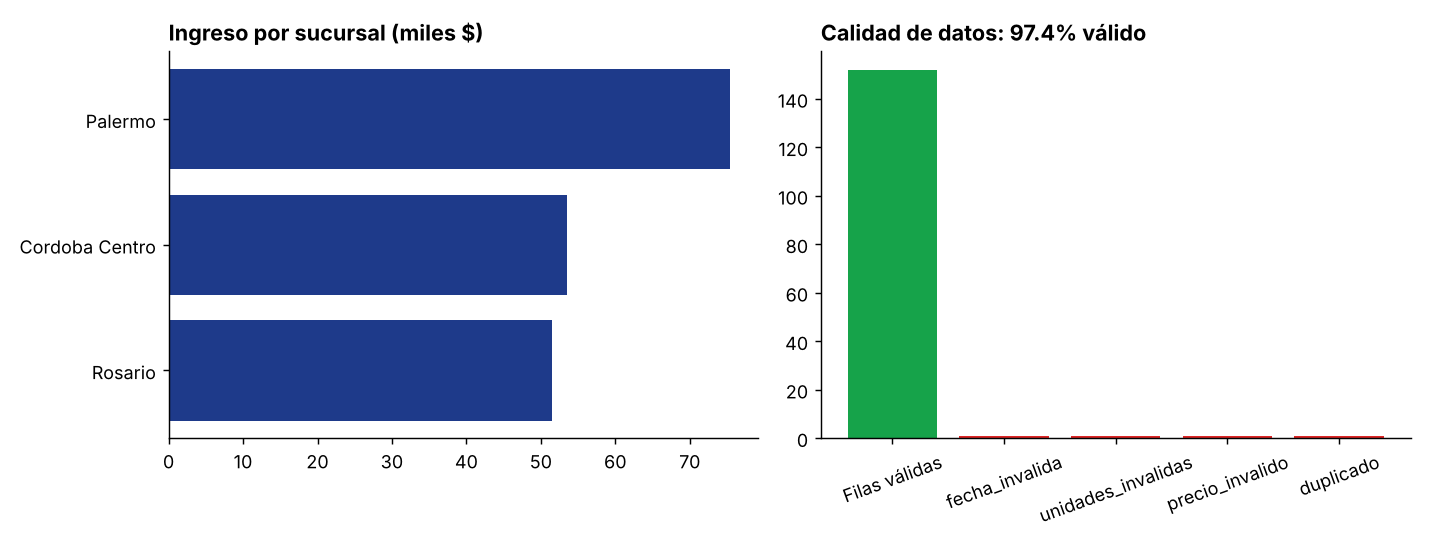 Ingreso por sucursal (miles $)
Palermo
Cordoba Centro
Rosario
0 10 20 30 40 50 60 70
Calidad de datos: 97.4% válido
140
120
100
80
60
40
20
0
Filas válidas
fecha_invalida
unidades_invalidas
precio_invalido
duplicado